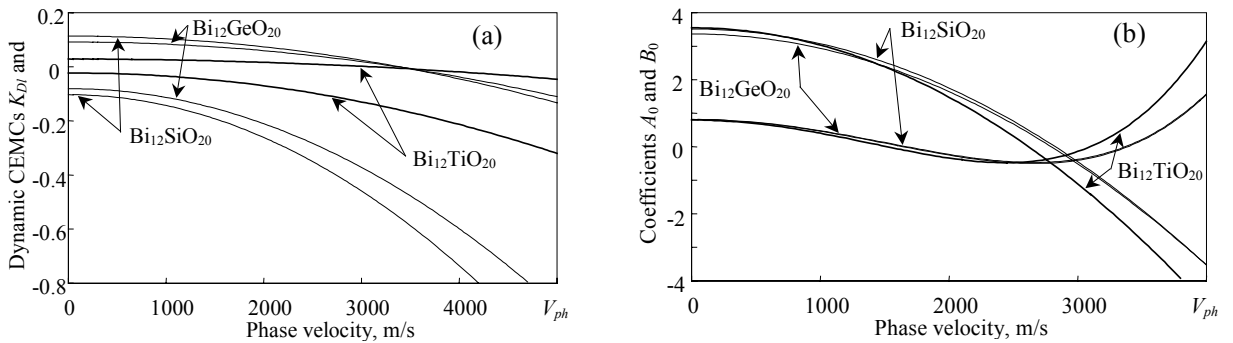 Dynamic CEMCs K_Dl and
0.2
0
-0.2
-0.4
-0.6
-0.8
(a)
Bi₁₂GeO₂₀
Bi₁₂SiO₂₀
Bi₁₂TiO₂₀
0 1000 2000 3000 4000 V_ph
Phase velocity, m/s
Coefficients A₀ and B₀
4
2
0
-2
-4
(b)
Bi₁₂SiO₂₀
Bi₁₂GeO₂₀
Bi₁₂TiO₂₀
0 1000 2000 3000 V_ph
Phase velocity, m/s